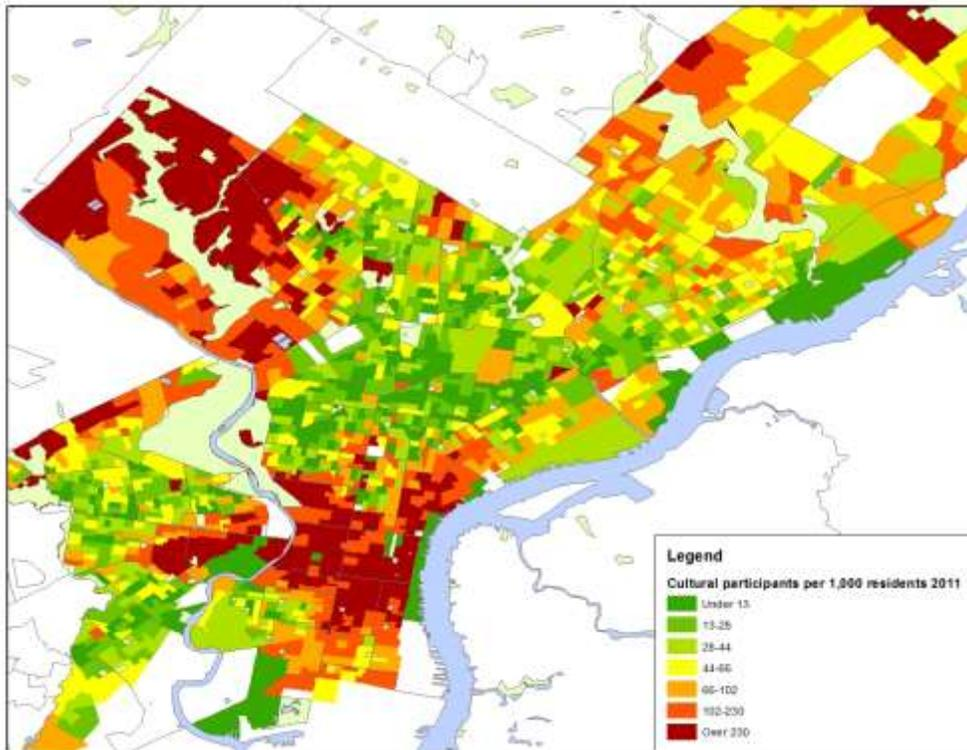 Legend
Cultural participants per 1,000 residents 2011
Under 13
13-28
28-44
44-66
66-102
102-230
Over 230